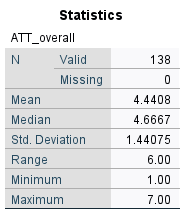 Statistics
ATT_overall
N Valid 138
Missing 0
Mean 4.4408
Median 4.6667
Std. Deviation 1.44075
Range 6.00
Minimum 1.00
Maximum 7.00